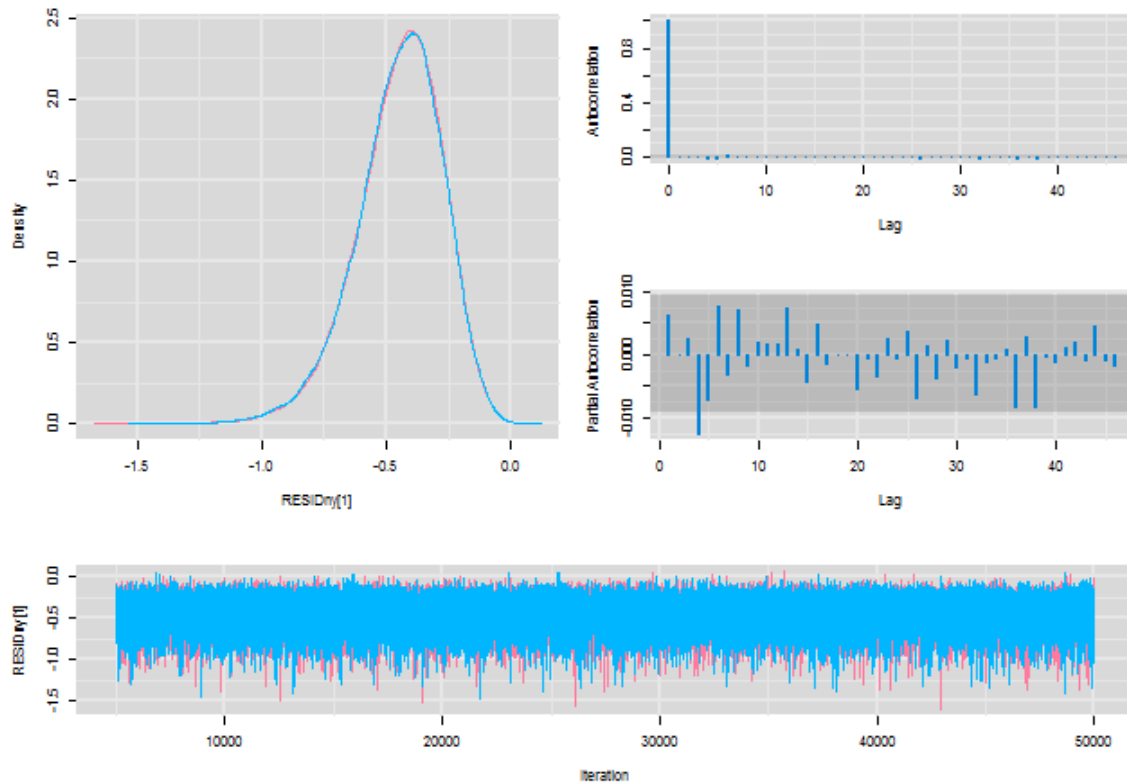 2.5
2.0
1.5
1.0
0.5
0.0
Density
-1.5 -1.0 -0.5 0.0
RESIDny[1]
0.8
0.4
0.0
Autocorrelation
0 10 20 30 40
Lag
0.010
0.000
-0.010
Partial Autocorrelation
0 10 20 30 40
Lag
0.0
-0.5
-1.0
-1.5
RESIDny[1]
10000 20000 30000 40000 50000
Iteration